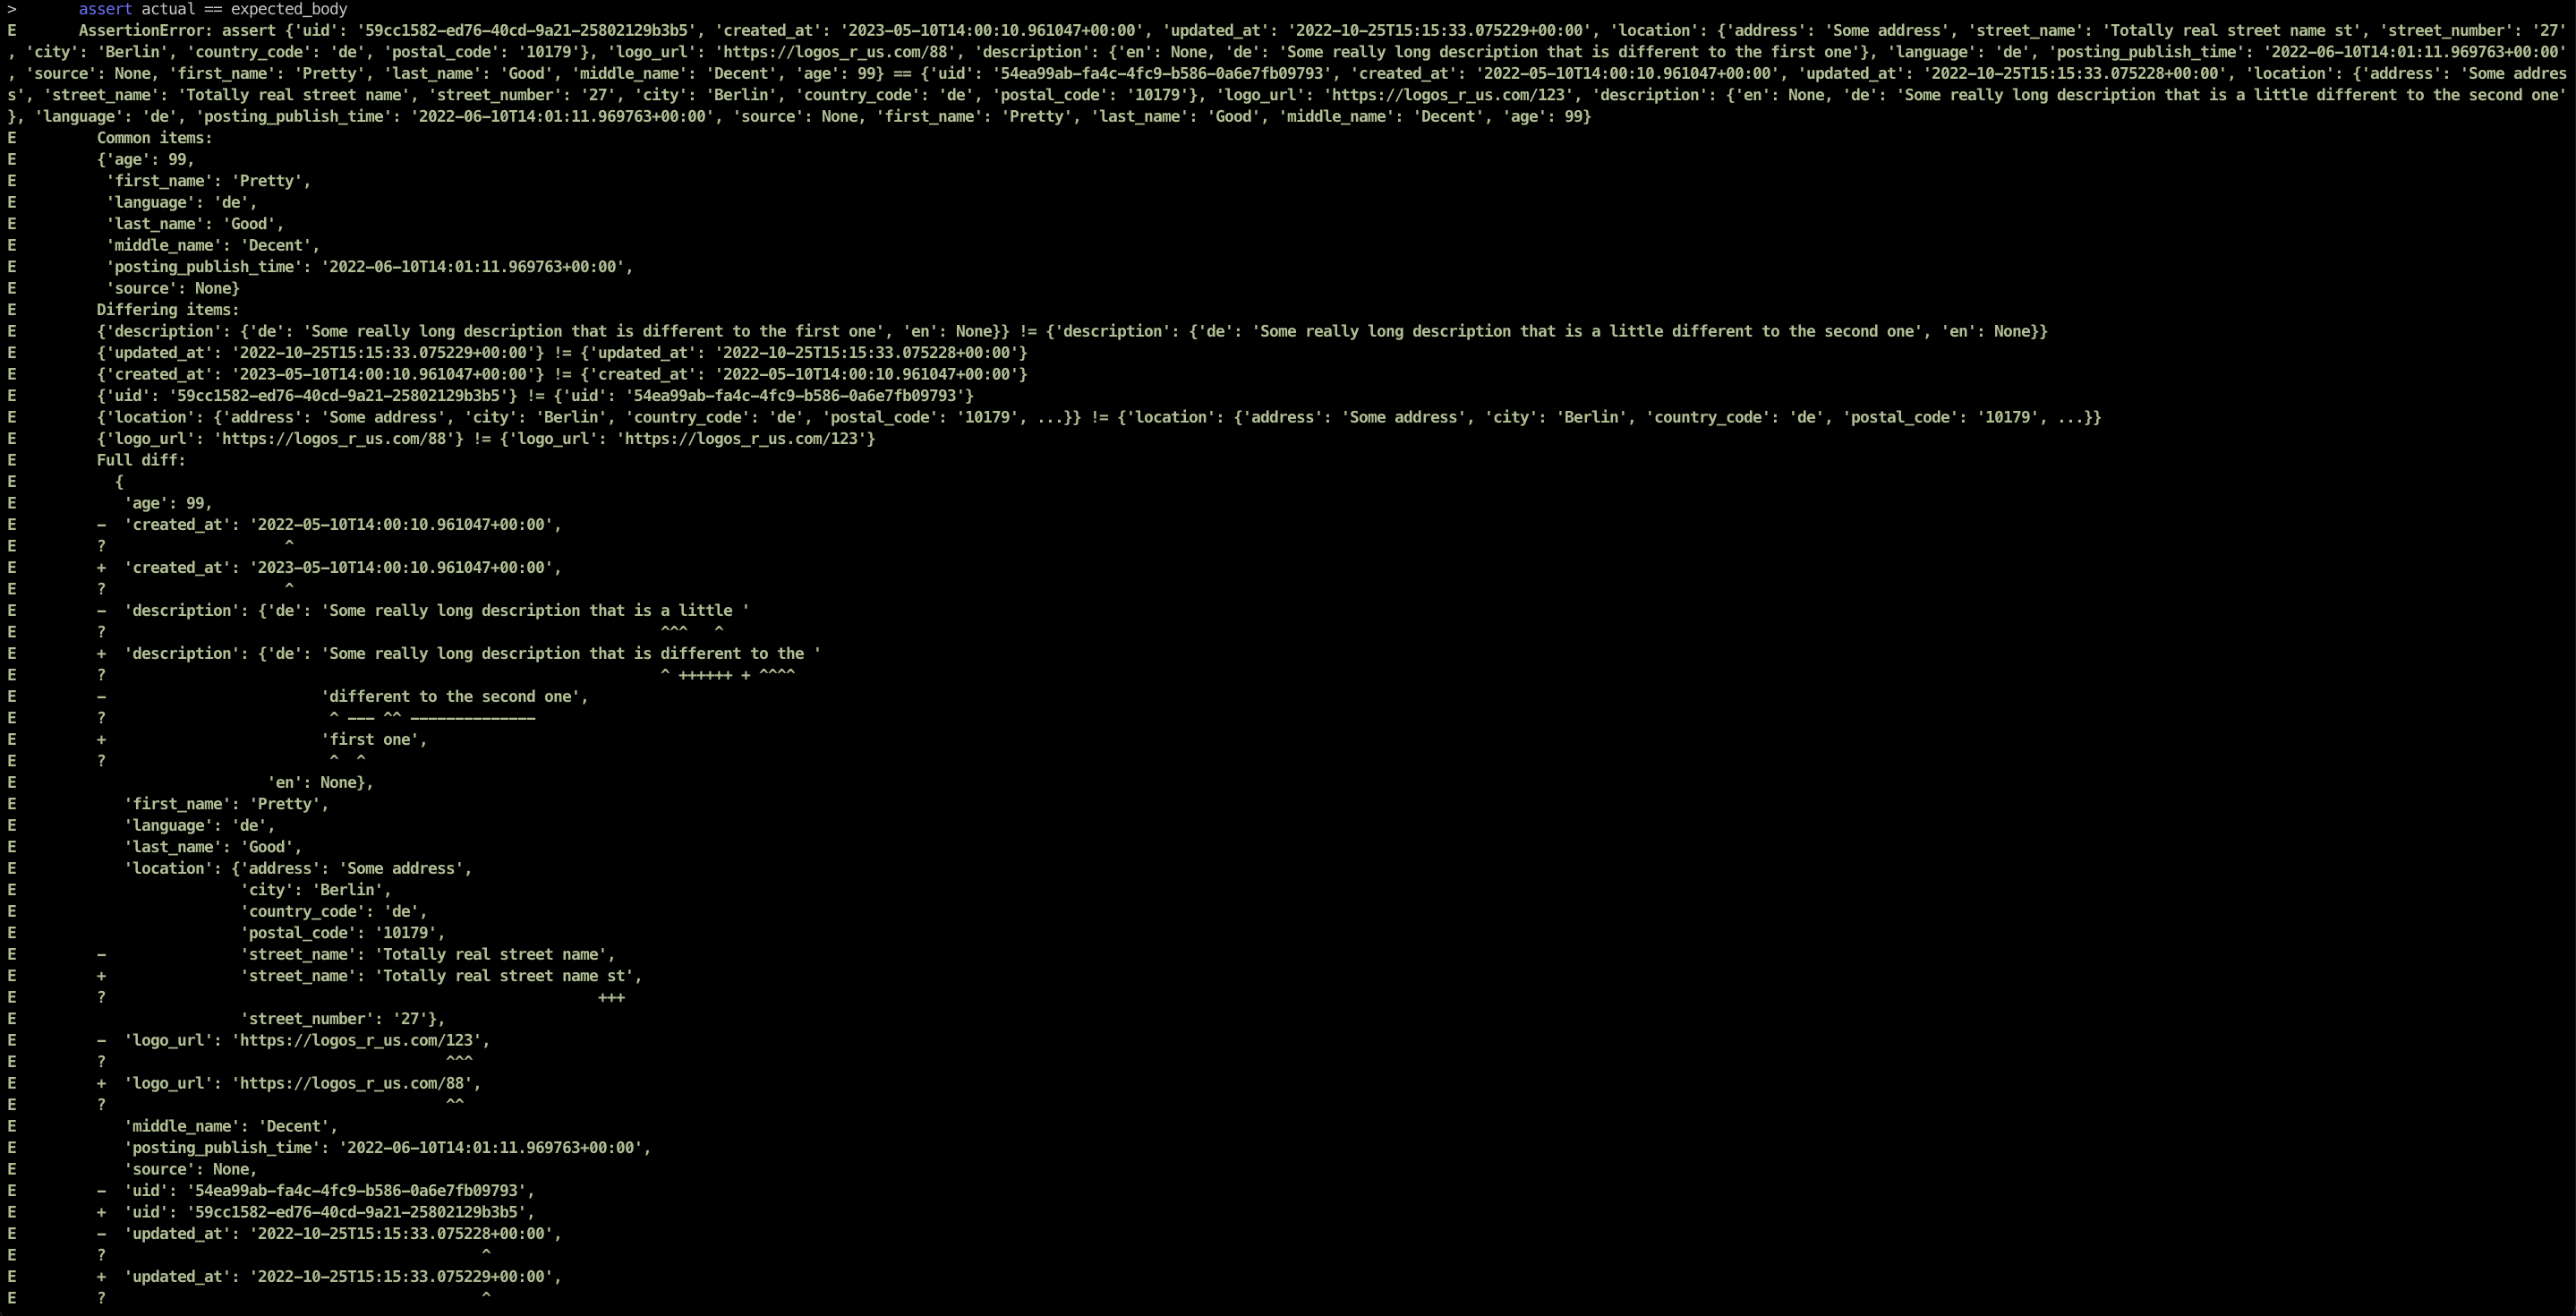 >       assert actual == expected_body
E       AssertionError: assert {'uid': '59cc1582-ed76-40cd-9a21-25802129b3b5', 'created_at': '2023-05-10T14:00:10.961047+00:00', 'updated_at': '2022-10-25T15:15:33.075229+00:00', 'location': {'address': 'Some address', 'street_name': 'Totally real street name st', 'street_number': '27'
, 'city': 'Berlin', 'country_code': 'de', 'postal_code': '10179'}, 'logo_url': 'https://logos_r_us.com/88', 'description': {'en': None, 'de': 'Some really long description that is different to the first one'}, 'language': 'de', 'posting_publish_time': '2022-06-10T14:01:11.969763+00:00'
, 'source': None, 'first_name': 'Pretty', 'last_name': 'Good', 'middle_name': 'Decent', 'age': 99} == {'uid': '54ea99ab-fa4c-4fc9-b586-0a6e7fb09793', 'created_at': '2022-05-10T14:00:10.961047+00:00', 'updated_at': '2022-10-25T15:15:33.075228+00:00', 'location': {'address': 'Some addres
s', 'street_name': 'Totally real street name', 'street_number': '27', 'city': 'Berlin', 'country_code': 'de', 'postal_code': '10179'}, 'logo_url': 'https://logos_r_us.com/123', 'description': {'en': None, 'de': 'Some really long description that is a little different to the second one'
}, 'language': 'de', 'posting_publish_time': '2022-06-10T14:01:11.969763+00:00', 'source': None, 'first_name': 'Pretty', 'last_name': 'Good', 'middle_name': 'Decent', 'age': 99}
E         Common items:
E         {'age': 99,
E          'first_name': 'Pretty',
E          'language': 'de',
E          'last_name': 'Good',
E          'middle_name': 'Decent',
E          'posting_publish_time': '2022-06-10T14:01:11.969763+00:00',
E          'source': None}
E         Differing items:
E         {'description': {'de': 'Some really long description that is different to the first one', 'en': None}} != {'description': {'de': 'Some really long description that is a little different to the second one', 'en': None}}
E         {'updated_at': '2022-10-25T15:15:33.075229+00:00'} != {'updated_at': '2022-10-25T15:15:33.075228+00:00'}
E         {'created_at': '2023-05-10T14:00:10.961047+00:00'} != {'created_at': '2022-05-10T14:00:10.961047+00:00'}
E         {'uid': '59cc1582-ed76-40cd-9a21-25802129b3b5'} != {'uid': '54ea99ab-fa4c-4fc9-b586-0a6e7fb09793'}
E         {'location': {'address': 'Some address', 'city': 'Berlin', 'country_code': 'de', 'postal_code': '10179', ...}} != {'location': {'address': 'Some address', 'city': 'Berlin', 'country_code': 'de', 'postal_code': '10179', ...}}
E         {'logo_url': 'https://logos_r_us.com/88'} != {'logo_url': 'https://logos_r_us.com/123'}
E         Full diff:
E           {
E            'age': 99,
E         -  'created_at': '2022-05-10T14:00:10.961047+00:00',
E         ?                    ^
E         +  'created_at': '2023-05-10T14:00:10.961047+00:00',
E         ?                    ^
E         -  'description': {'de': 'Some really long description that is a little '
E         ?                                                              ^^^   ^
E         +  'description': {'de': 'Some really long description that is different to the '
E         ?                                                              ^ ++++++ + ^^^^
E         -                        'different to the second one',
E         ?                         ^ --- ^^ --------------
E         +                        'first one',
E         ?                         ^  ^
E                            'en': None},
E            'first_name': 'Pretty',
E            'language': 'de',
E            'last_name': 'Good',
E            'location': {'address': 'Some address',
E                         'city': 'Berlin',
E                         'country_code': 'de',
E                         'postal_code': '10179',
E         -               'street_name': 'Totally real street name',
E         +               'street_name': 'Totally real street name st',
E         ?                                                       +++
E                         'street_number': '27'},
E         -  'logo_url': 'https://logos_r_us.com/123',
E         ?                                      ^^^
E         +  'logo_url': 'https://logos_r_us.com/88',
E         ?                                      ^^
E            'middle_name': 'Decent',
E            'posting_publish_time': '2022-06-10T14:01:11.969763+00:00',
E            'source': None,
E         -  'uid': '54ea99ab-fa4c-4fc9-b586-0a6e7fb09793',
E         +  'uid': '59cc1582-ed76-40cd-9a21-25802129b3b5',
E         -  'updated_at': '2022-10-25T15:15:33.075228+00:00',
E         ?                                          ^
E         +  'updated_at': '2022-10-25T15:15:33.075229+00:00',
E         ?                                          ^